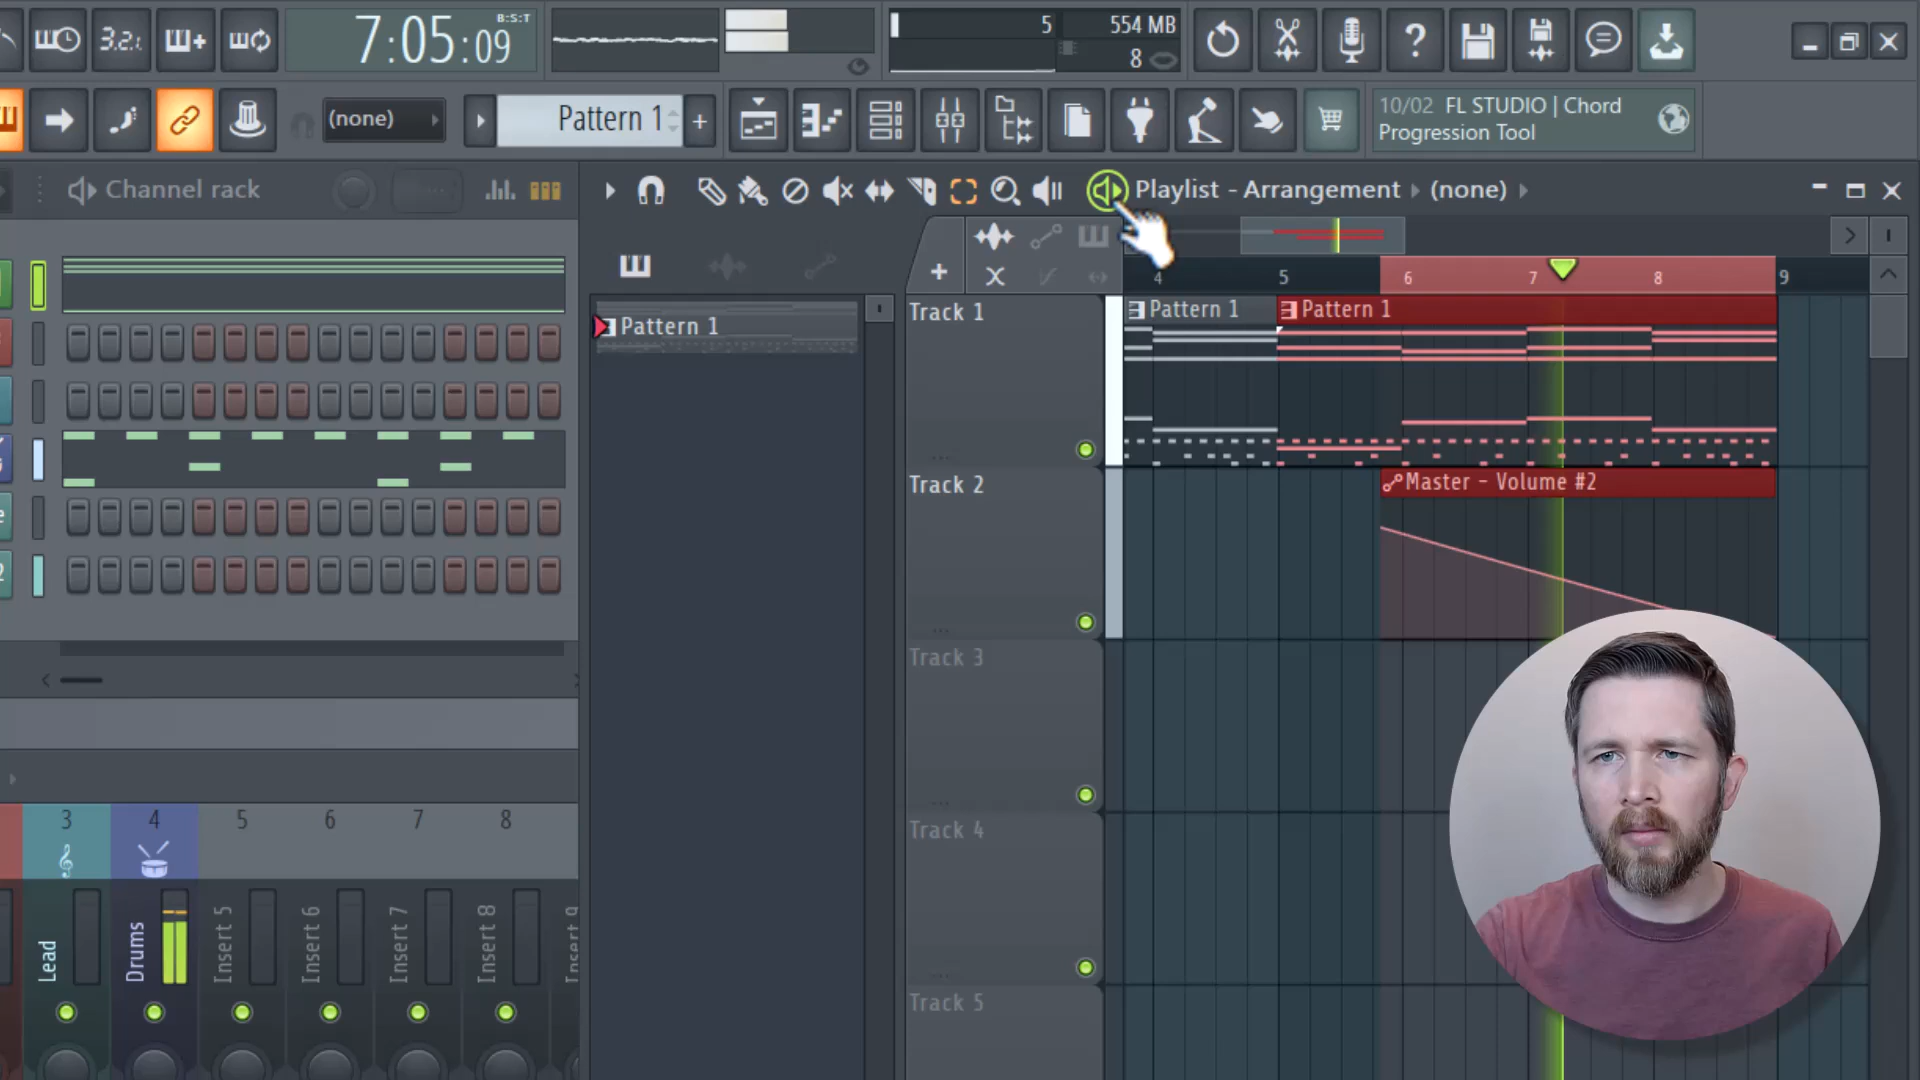 3.2.
7:05:09
B:S:T
5
554 MB
8
(none)
Pattern 1
10/02 FL STUDIO | Chord
Progression Tool
Channel rack
Playlist - Arrangement
(none)
4
5
6
7
8
9
Pattern 1
Track 1
Pattern 1
Pattern 1
Track 2
Master - Volume #2
Track 3
Track 4
Track 5
3
4
5
6
7
8
Lead
Drums
Insert 5
Insert 6
Insert 7
Insert 8